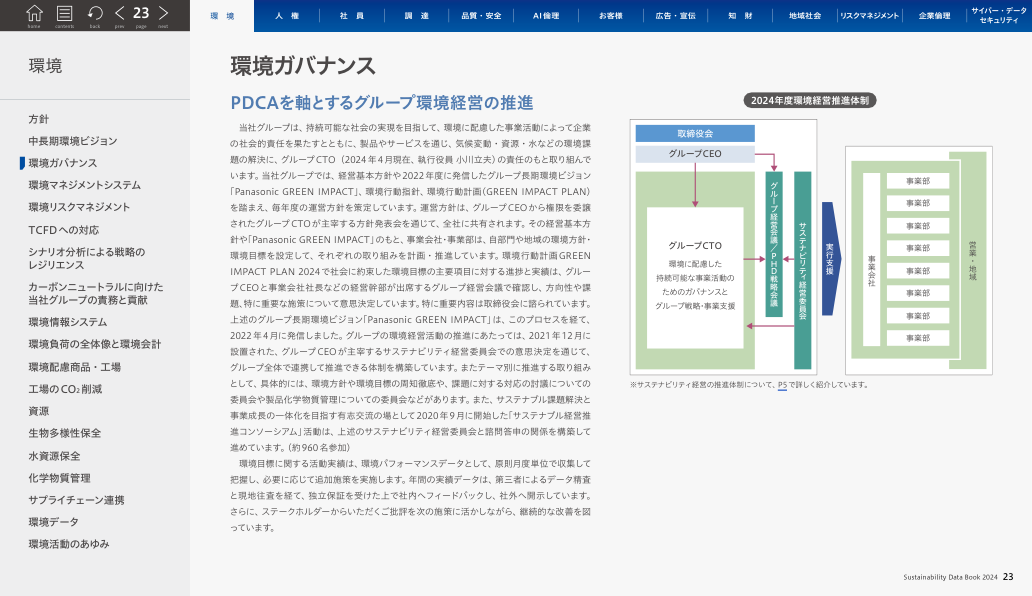 home contents back prev 23 page next
環 境
人 権
社 員
調 達
品質・安全
AI倫理
お客様
広告・宣伝
知 財
地域社会
リスクマネジメント
企業倫理
サイバー・データ
セキュリティ
環境
方針
中長期環境ビジョン
環境ガバナンス
環境マネジメントシステム
環境リスクマネジメント
TCFDへの対応
シナリオ分析による戦略の
レジリエンス
カーボンニュートラルに向けた
当社グループの責務と貢献
環境情報システム
環境負荷の全体像と環境会計
環境配慮商品・工場
工場のCO₂削減
資源
生物多様性保全
水資源保全
化学物質管理
サプライチェーン連携
環境データ
環境活動のあゆみ
環境ガバナンス
PDCAを軸とするグループ環境経営の推進
当社グループは、持続可能な社会の実現を目指して、環境に配慮した事業活動によって企業
の社会的責任を果たすとともに、製品やサービスを通じ、気候変動・資源・水などの環境課
題の解決に、グループCTO（2024年4月現在、執行役員 小川立夫）の責任のもと取り組んで
います。当社グループでは、経営基本方針や2022年度に発信したグループ長期環境ビジョン
「Panasonic GREEN IMPACT」、環境行動指針、環境行動計画（GREEN IMPACT PLAN）
を踏まえ、毎年度の運営方針を策定しています。運営方針は、グループCEOから権限を委譲
されたグループCTOが主宰する方針発表会を通じて、全社に共有されます。その経営基本方
針や「Panasonic GREEN IMPACT」のもと、事業会社・事業部は、自部門や地域の環境方針・
環境目標を設定して、それぞれの取り組みを計画・推進しています。環境行動計画GREEN
IMPACT PLAN 2024で社会に約束した環境目標の主要項目に対する進捗と実績は、グルー
プCEOと事業会社社長などの経営幹部が出席するグループ経営会議で確認し、方向性や課
題、特に重要な施策について意思決定しています。特に重要内容は取締役会に諮られています。
上述のグループ長期環境ビジョン「Panasonic GREEN IMPACT」は、このプロセスを経て、
2022年4月に発信しました。グループの環境経営活動の推進にあたっては、2021年12月に
設置された、グループCEOが主宰するサステナビリティ経営委員会での意思決定を通じて、
グループ全体で連携して推進できる体制を構築しています。またテーマ別に推進する取り組み
として、具体的には、環境方針や環境目標の周知徹底や、課題に対する対応の討議についての
委員会や製品化学物質管理についての委員会などがあります。また、サステナブル課題解決と
事業成長の一体化を目指す有志交流の場として2020年9月に開始した「サステナブル経営推
進コンソーシアム」活動は、上述のサステナビリティ経営委員会と諮問答申の関係を構築して
進めています。（約960名参加）
環境目標に関する活動実績は、環境パフォーマンスデータとして、原則月度単位で収集して
把握し、必要に応じて追加施策を実施します。年間の実績データは、第三者によるデータ精査
と現地往査を経て、独立保証を受けた上で社内へフィードバックし、社外へ開示しています。
さらに、ステークホルダーからいただくご批評を次の施策に活かしながら、継続的な改善を図
っています。
2024年度環境経営推進体制
取締役会
グループCEO
グループCTO
環境に配慮した
持続可能な事業活動の
ためのガバナンスと
グループ戦略・事業支援
グループ経営会議／PHD戦略会議
サステナビリティ経営委員会
実行支援
事業会社
事業部
事業部
事業部
事業部
事業部
事業部
事業部
事業部
営業・地域
※サステナビリティ経営の推進体制について、P5で詳しく紹介しています。
Sustainability Data Book 2024 23